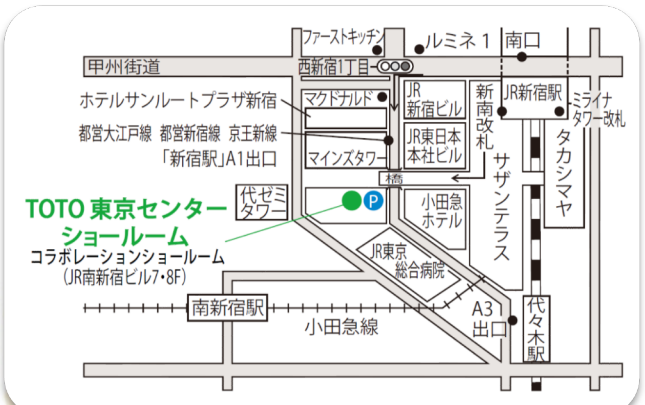 ファーストキッチン
ルミネ1
南口
甲州街道
西新宿1丁目
ホテルサンルートプラザ新宿
マクドナルド
JR
新宿ビル
新南改札
JR新宿駅
ミライナ
タワー改札
都営大江戸線 都営新宿線 京王新線
「新宿駅」A1出口
マインズタワー
JR東日本
本社ビル
サザンテラス
タカシマヤ
橋
代ゼミ
タワー
P
小田急
ホテル
TOTO 東京センター
ショールーム
コラボレーションショールーム
(JR南新宿ビル7・8F)
JR東京
総合病院
南新宿駅
小田急線
A3
出口
代々木駅